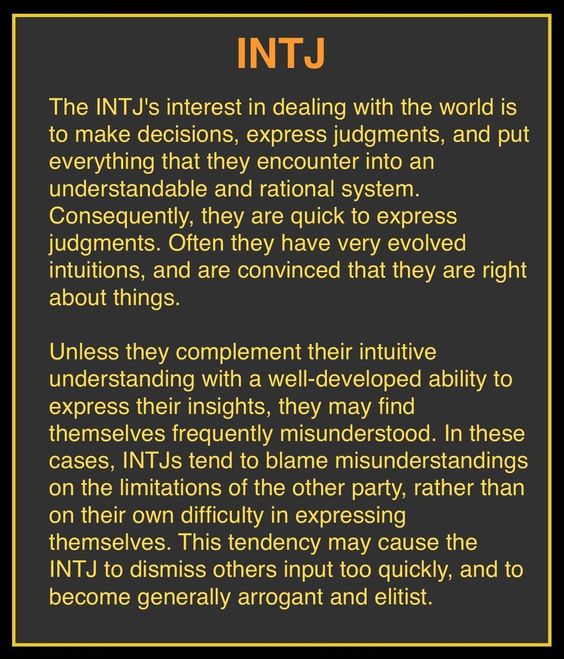 INTJ
The INTJ's interest in dealing with the world is
to make decisions, express judgments, and put
everything that they encounter into an
understandable and rational system.
Consequently, they are quick to express
judgments. Often they have very evolved
intuitions, and are convinced that they are right
about things.
Unless they complement their intuitive
understanding with a well-developed ability to
express their insights, they may find
themselves frequently misunderstood. In these
cases, INTJs tend to blame misunderstandings
on the limitations of the other party, rather than
on their own difficulty in expressing
themselves. This tendency may cause the
INTJ to dismiss others input too quickly, and to
become generally arrogant and elitist.